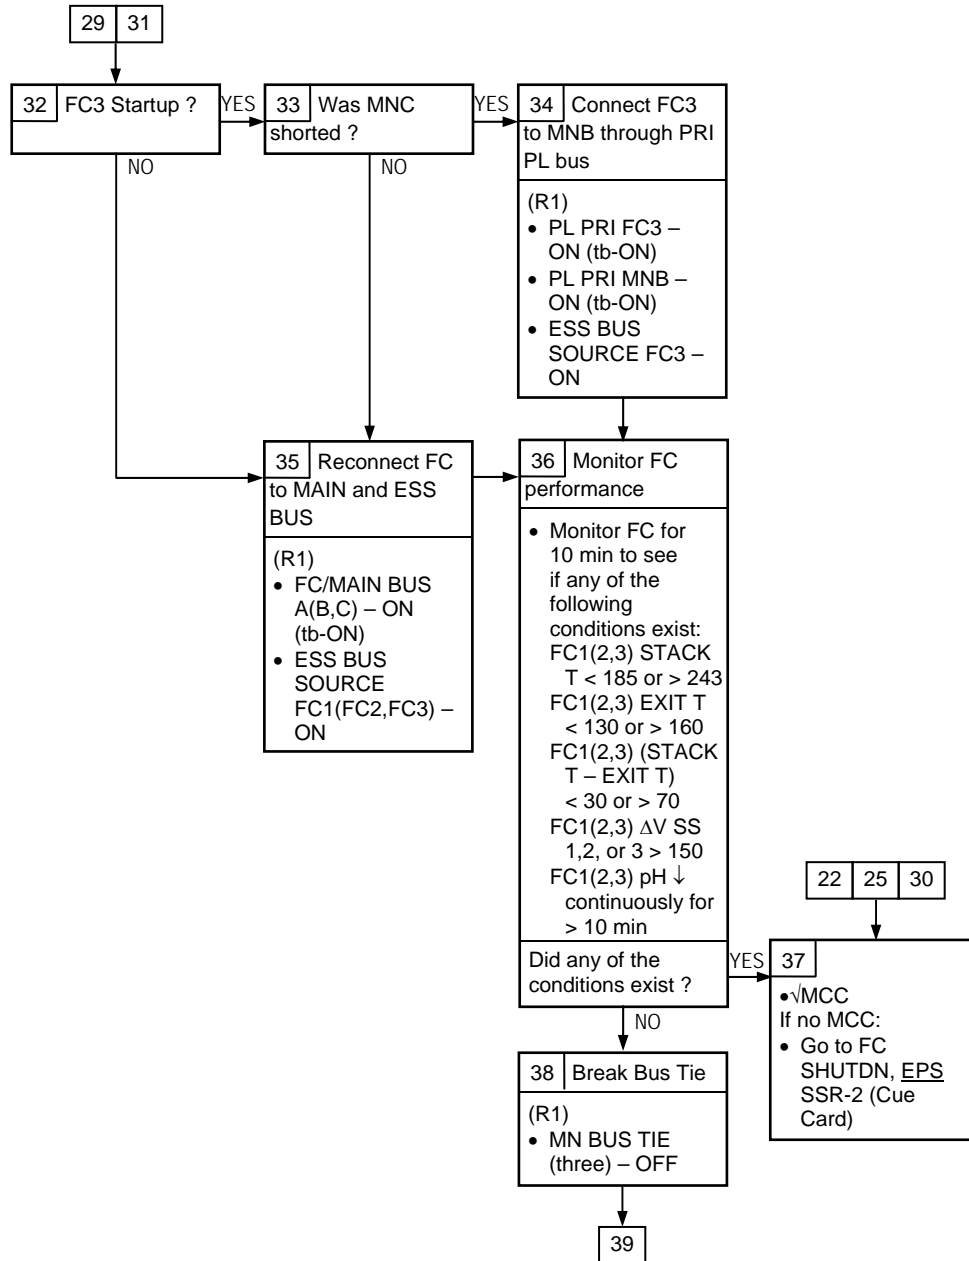 29 31
32 FC3 Startup ?
YES
NO
33 Was MNC
shorted ?
YES
NO
34 Connect FC3
to MNB through PRI
PL bus
(R1)
• PL PRI FC3 –
ON (tb-ON)
• PL PRI MNB –
ON (tb-ON)
• ESS BUS
SOURCE FC3 –
ON
35 Reconnect FC
to MAIN and ESS
BUS
(R1)
• FC/MAIN BUS
A(B,C) – ON
(tb-ON)
• ESS BUS
SOURCE
FC1(FC2,FC3) –
ON
36 Monitor FC
performance
• Monitor FC for
10 min to see
if any of the
following
conditions exist:
FC1(2,3) STACK
T < 185 or > 243
FC1(2,3) EXIT T
< 130 or > 160
FC1(2,3) (STACK
T – EXIT T)
< 30 or > 70
FC1(2,3) ΔV SS
1,2, or 3 > 150
FC1(2,3) pH ↓
continuously for
> 10 min
Did any of the
conditions exist ?
YES
NO
22 25 30
37
•√MCC
If no MCC:
• Go to FC
SHUTDN, EPS
SSR-2 (Cue
Card)
38 Break Bus Tie
(R1)
• MN BUS TIE
(three) – OFF
39